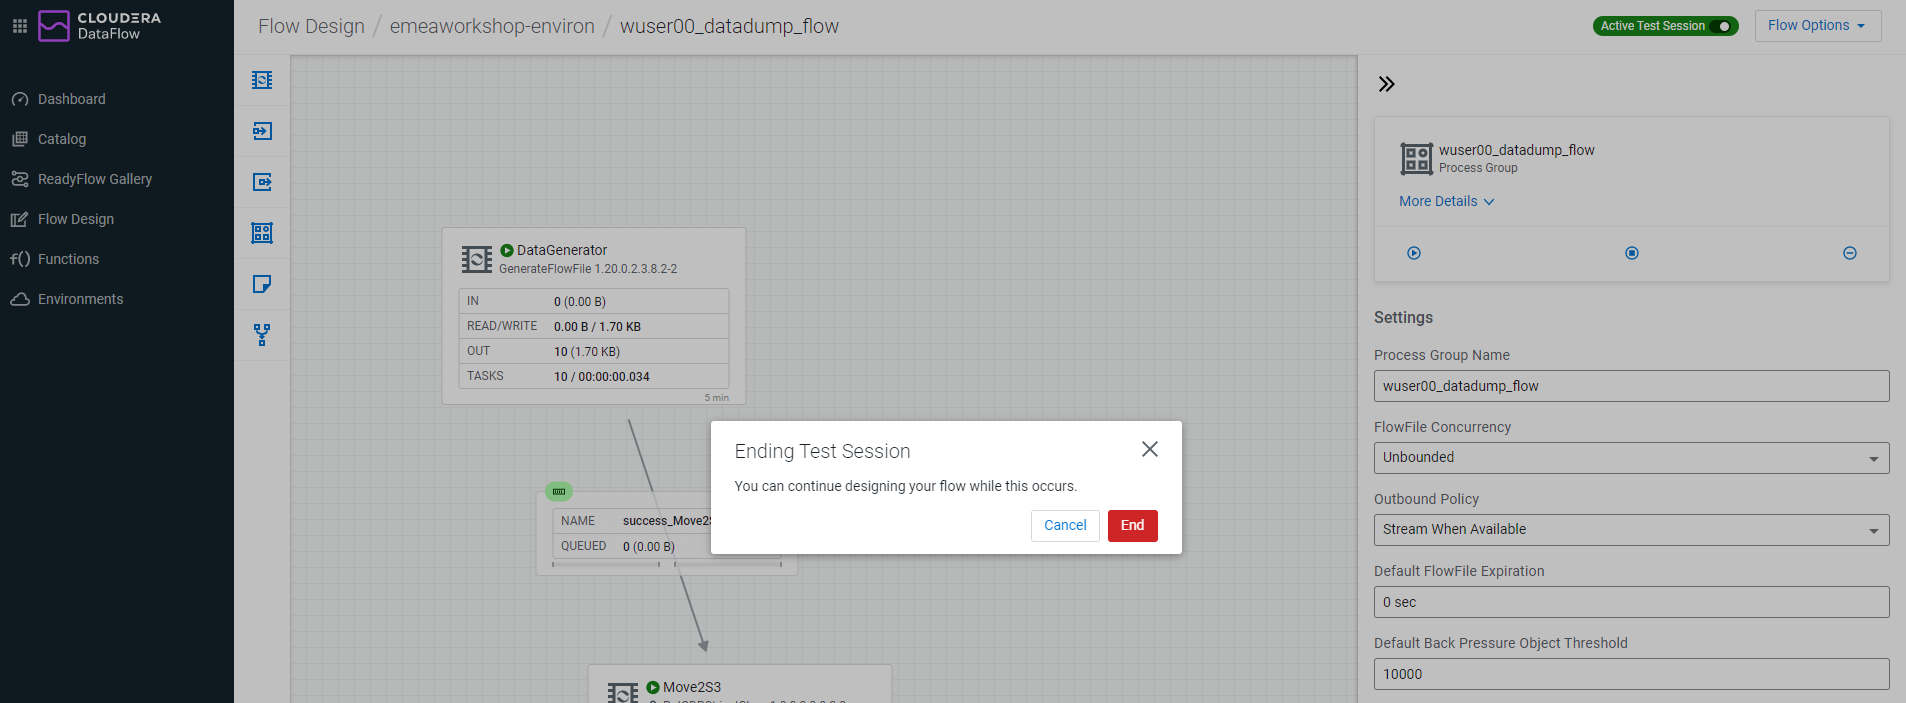 CLOUDERA
DataFlow
Dashboard
Catalog
ReadyFlow Gallery
Flow Design
f() Functions
Environments
Flow Design / emeaworkshop-environ / wuser00_datadump_flow
Active Test Session
Flow Options
DataGenerator
GenerateFlowFile 1.20.0.2.3.8.2-2
IN 0 (0.00 B)
READ/WRITE 0.00 B / 1.70 KB
OUT 10 (1.70 KB)
TASKS 10 / 00:00:00.034
5 min
NAME success_Move2S
QUEUED 0 (0.00 B)
Move2S3
Ending Test Session
You can continue designing your flow while this occurs.
Cancel
End
wuser00_datadump_flow
Process Group
More Details
Settings
Process Group Name
wuser00_datadump_flow
FlowFile Concurrency
Unbounded
Outbound Policy
Stream When Available
Default FlowFile Expiration
0 sec
Default Back Pressure Object Threshold
10000